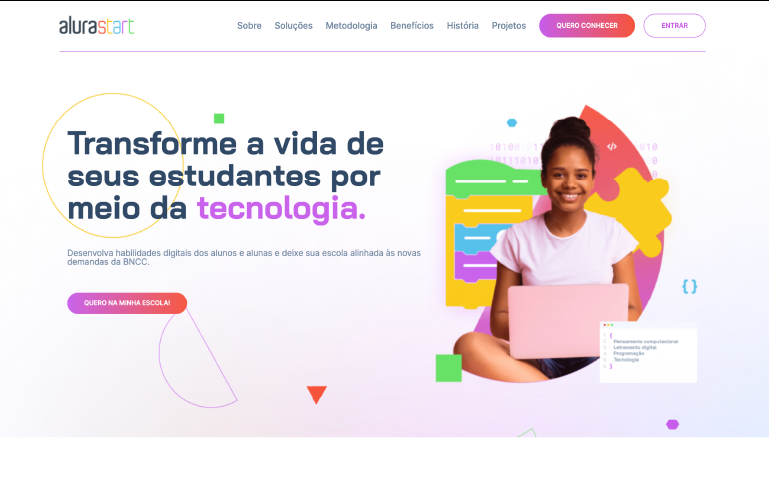 alurastart
Sobre Soluções Metodologia Benefícios História Projetos QUERO CONHECER ENTRAR
Transforme a vida de
seus estudantes por
meio da tecnologia.
Desenvolva habilidades digitais dos alunos e alunas e deixe sua escola alinhada às novas
demandas da BNCC.
QUERO NA MINHA ESCOLA!
</>
{ }
{
Pensamento computacional
Letramento digital
Programação
Tecnologia
}